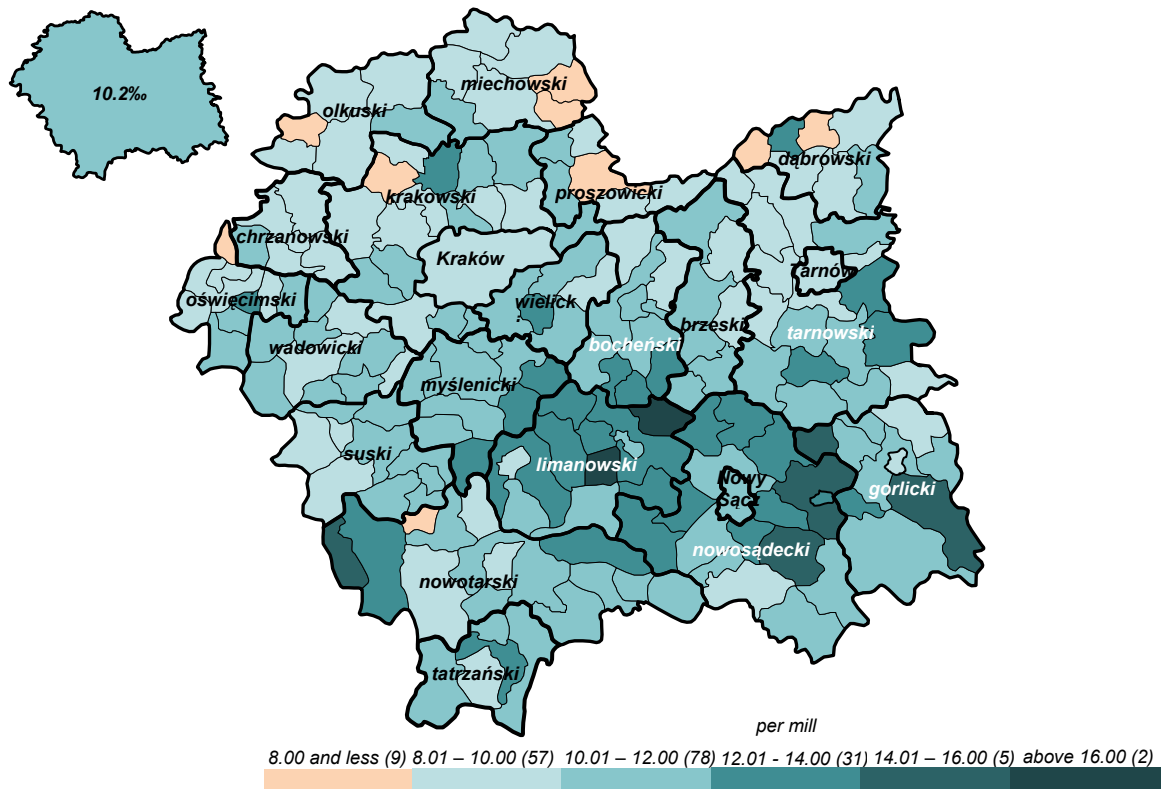 10.2‰
miechowski
olkuski
dąbrowski
krakowski
proszowicki
chrzanowski
Kraków
Tarnów
oświęcimski
wielick
:
brzeski
tarnowski
bocheński
wadowicki
myślenicki
suski
limanowski
Nowy
Sącz
gorlicki
nowosądecki
nowotarski
tatrzański
per mill
8.00 and less (9) 8.01 – 10.00 (57) 10.01 – 12.00 (78) 12.01 - 14.00 (31) 14.01 – 16.00 (5) above 16.00 (2)